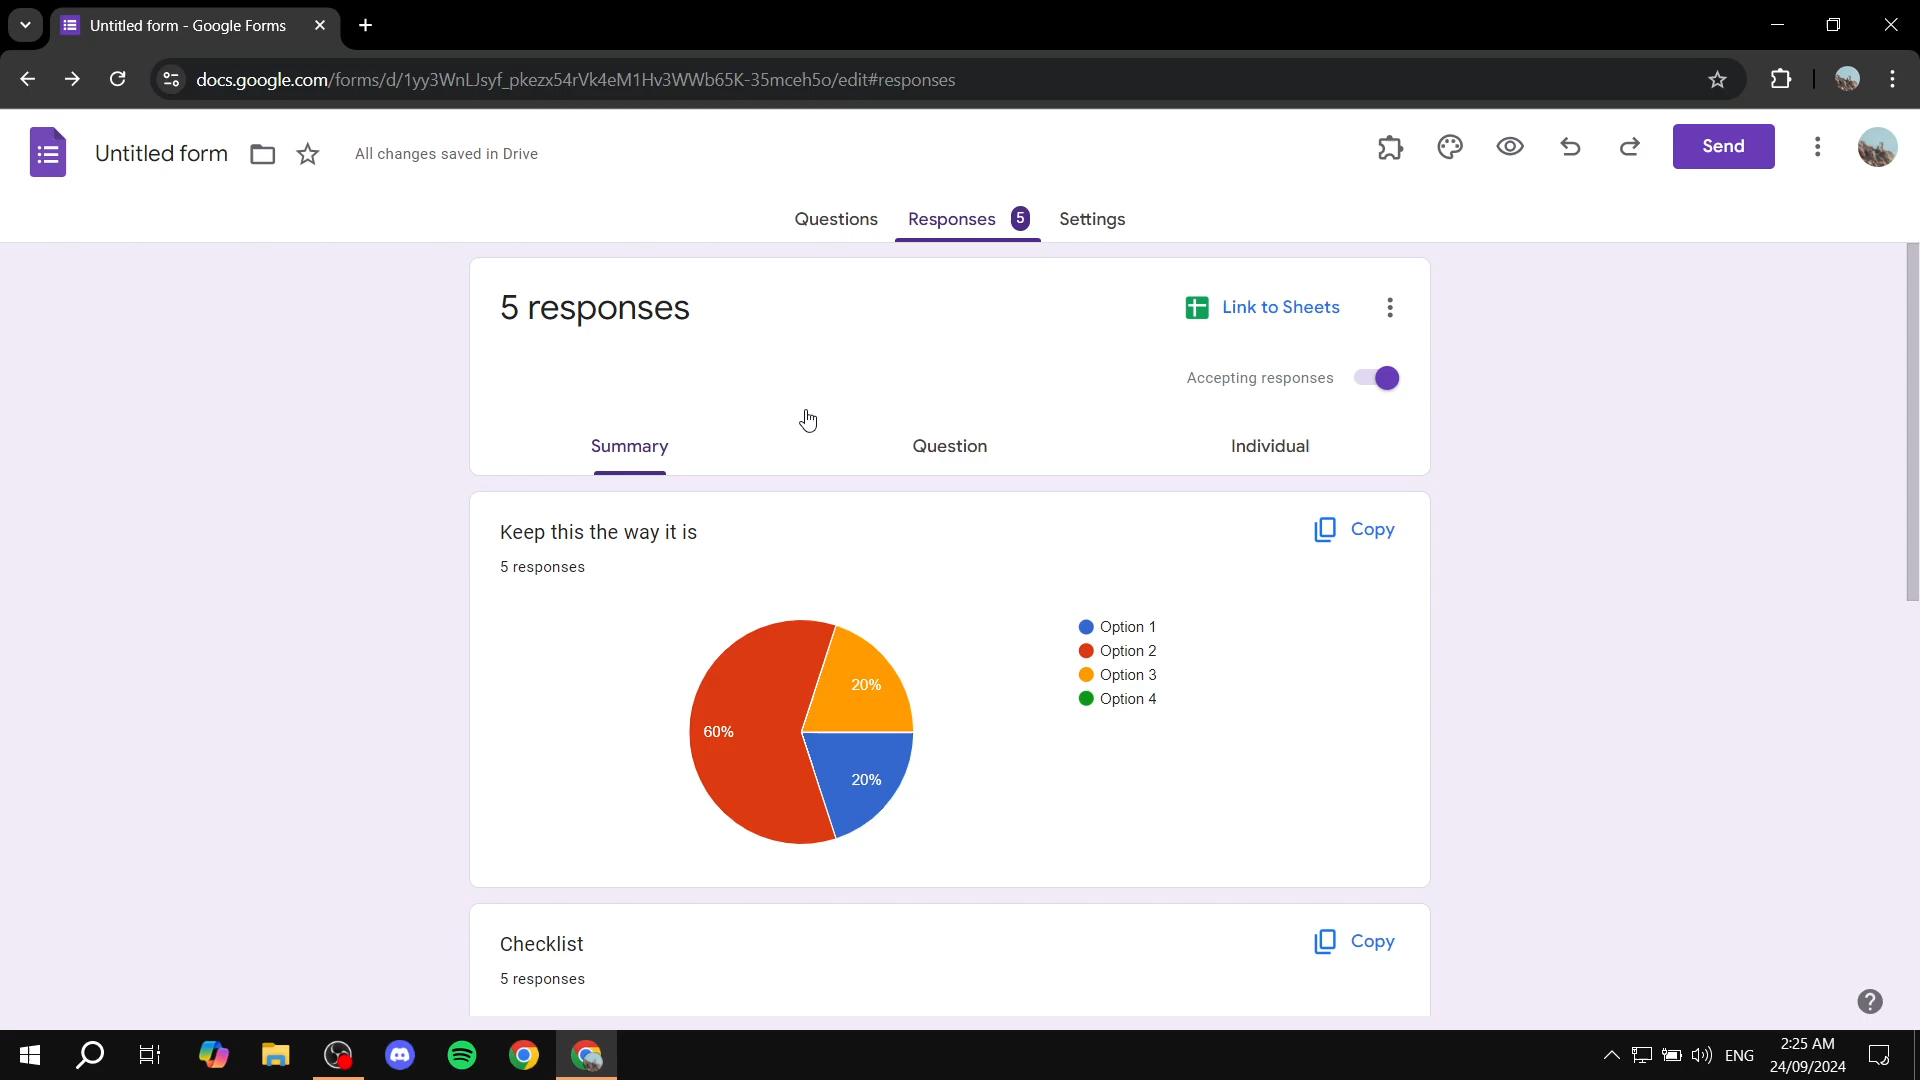 Untitled form - Google Forms
docs.google.com/forms/d/1yy3WnLJsyf_pkezx54rVk4eM1Hv3WWb65K-35mceh5o/edit#responses
Untitled form
All changes saved in Drive
Send
Questions
Responses 5
Settings
5 responses
Link to Sheets
Accepting responses
Summary
Question
Individual
Keep this the way it is
Copy
5 responses
Option 1
Option 2
Option 3
Option 4
20%
60%
20%
Checklist
Copy
5 responses
ENG
2:25 AM
24/09/2024